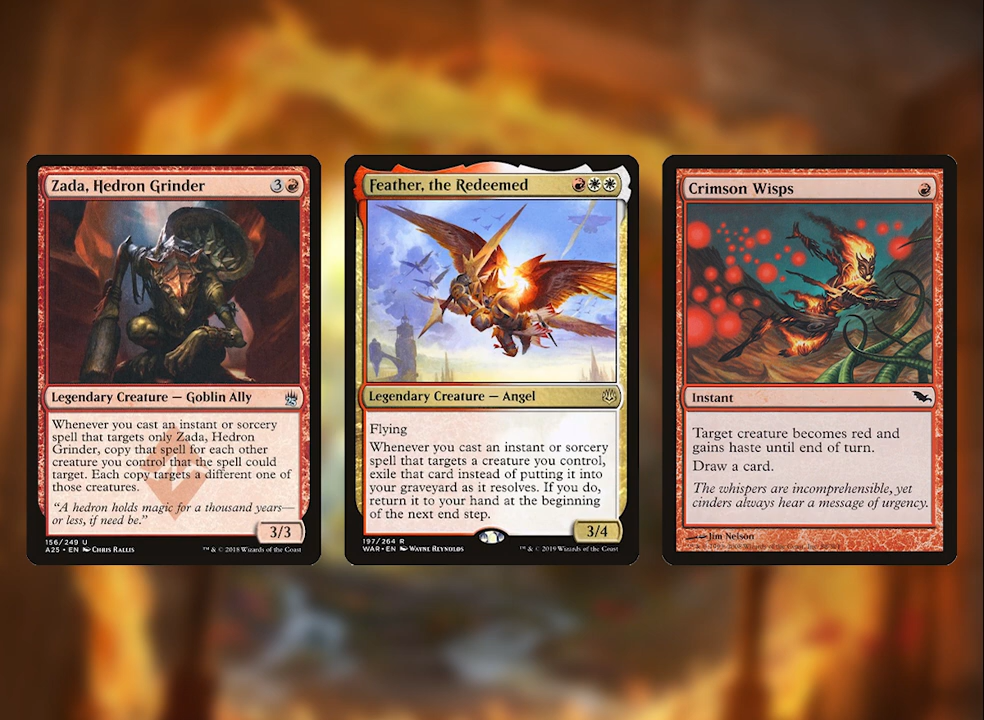 Zada, Hedron Grinder 3
Legendary Creature — Goblin Ally
Whenever you cast an instant or sorcery
spell that targets only Zada, Hedron
Grinder, copy that spell for each other
creature you control that the spell could
target. Each copy targets a different one of
those creatures.
"A hedron holds magic for a thousand years—
or less, if need be."
3/3
156/249 U
A25 • EN Chris Rallis
™ & © 2018 Wizards of the Coast
Feather, the Redeemed
Legendary Creature — Angel
Flying
Whenever you cast an instant or sorcery
spell that targets a creature you control,
exile that card instead of putting it into
your graveyard as it resolves. If you do,
return it to your hand at the beginning
of the next end step.
3/4
197/264 R
WAR • EN Wayne Reynolds
™ & © 2019 Wizards of the Coast
Crimson Wisps
Instant
Target creature becomes red and
gains haste until end of turn.
Draw a card.
The whispers are incomprehensible, yet
cinders always hear a message of urgency.
Jim Nelson